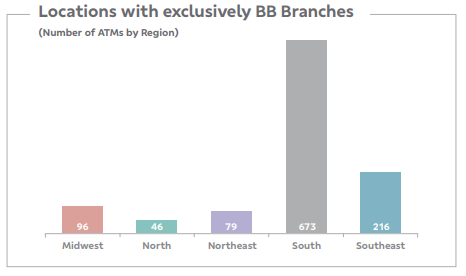 Locations with exclusively BB Branches
(Number of ATMs by Region)
96 46 79 673 216
Midwest North Northeast South Southeast